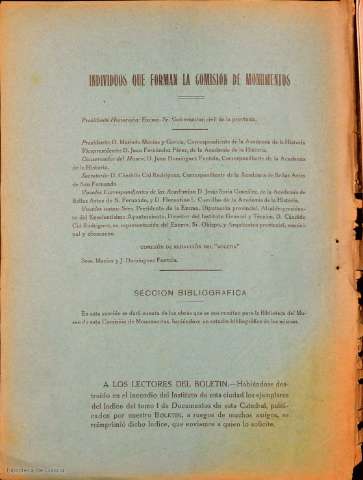 INDIVIDUOS QUE FORMAN LA COMISIÓN DE MONUMENTOS
Presidente Honorario: Excmo. Sr. Gobernador civil de la provincia.
Presidente: D. Marcelo Macías y García, Correspondiente de la Academia de la Historia
Vicepresidente: D. Juan Fernández Pérez, de la Academia de la
Historia.
Conservador del Museo: D. Juan Domínguez Fontela, Correspondiente de la Academia
de la Historia.
Secretario: D. Cándido Cid Rodríguez, Correspondiente de la Academia de Bellas Artes
de San Fernando
Vocales Correspondientes de las Academias: D. Jesús Soria González, de la Academia de
Bellas Artes de S. Fernando, y D. Florentino L. Cuevillas de la Academia de la Historia.
Vocales natos: Sres. Presidente de la Excma. Diputación provincial, Alcalde-presidente
del Excelentísimo Ayuntamiento, Director del Instituto General y Técnico, D. Cándido
Cid Rodríguez, en representación del Excmo. Sr. Obispo, y Arquitectos provincial, municipal
y diocesano.
COMISIÓN DE REDACCIÓN DEL "BOLETIN"
Sres. Macías y J. Domínguez Fontela.
SECCION BIBLIOGRAFICA
En esta sección se dará cuenta de las obras que se nos remitan para la Biblioteca del Museo
de esta Comisión de Monumentos, haciéndose un estudio bibliográfico de las mismas.
A LOS LECTORES DEL BOLETIN.—Habiéndose destruido
en el incendio del Instituto de esta ciudad los ejemplares
del Indice del tomo I de Documentos de esta Catedral, publicados
por nuestro BOLETIN, a ruegos de muchos amigos, se
reimprimió dicho Indice, que enviamos a quien lo solicite.